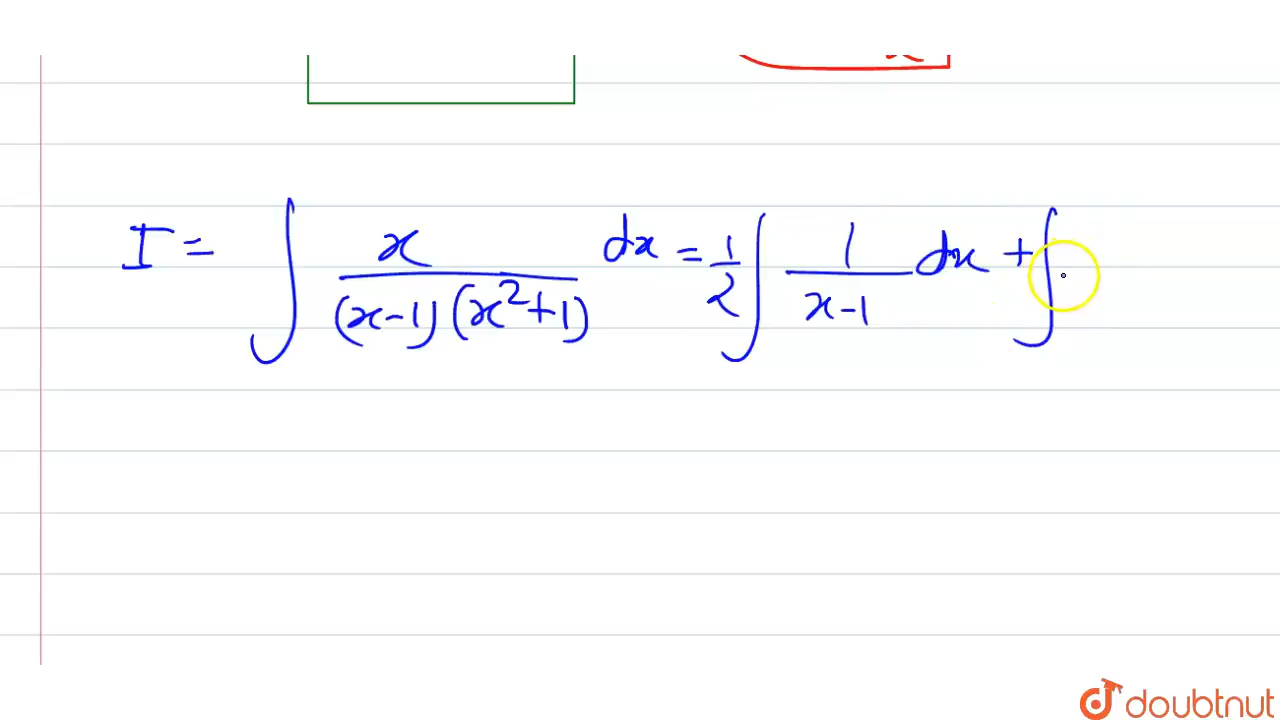 x
I = ∫ x/((x-1)(x²+1)) dx = 1/2 ∫ 1/(x-1) dx + ∫
doubtnut